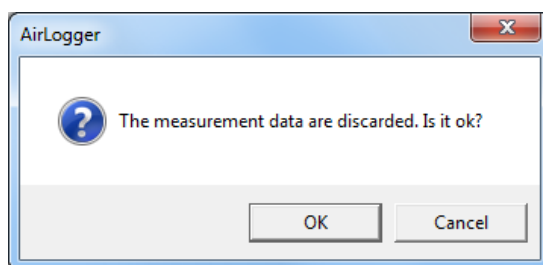 AirLogger
The measurement data are discarded. Is it ok?
OK
Cancel